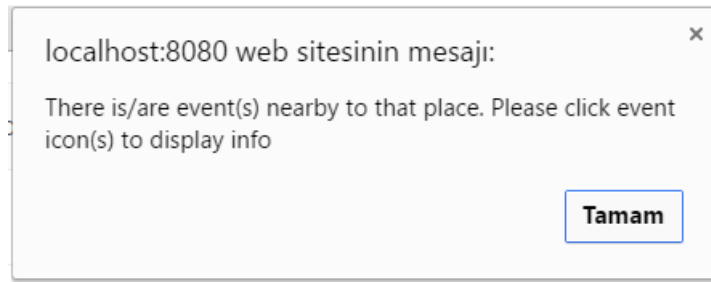 localhost:8080 web sitesinin mesajı:
There is/are event(s) nearby to that place. Please click event
icon(s) to display info
Tamam